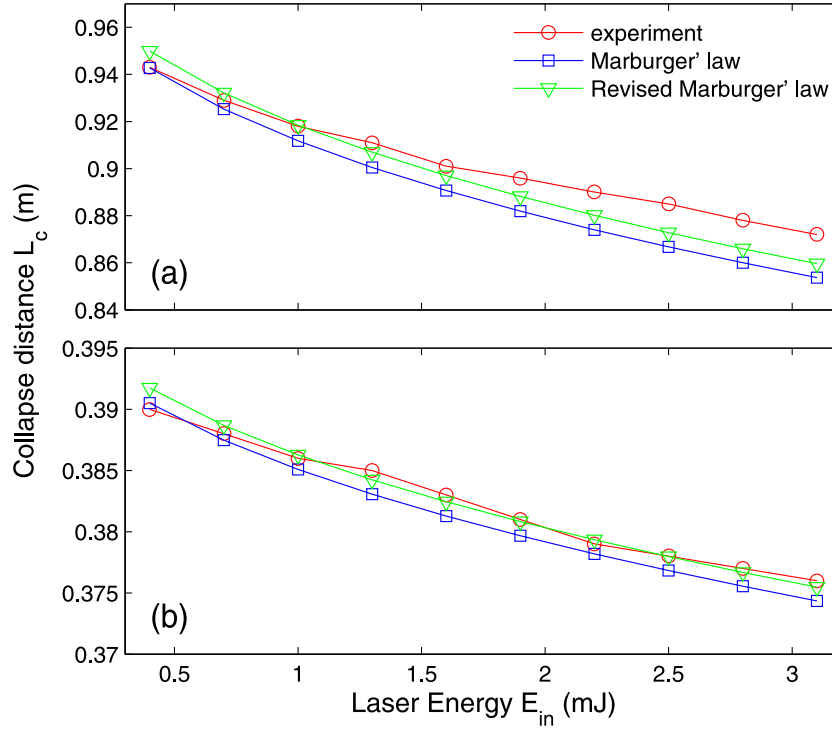 0.96
0.94
0.92
0.9
0.88
0.86
0.84
experiment
Marburger' law
Revised Marburger' law
(a)
Collapse distance L_c (m)
0.395
0.39
0.385
0.38
0.375
0.37
(b)
0.5
1
1.5
2
2.5
3
Laser Energy E_in (mJ)